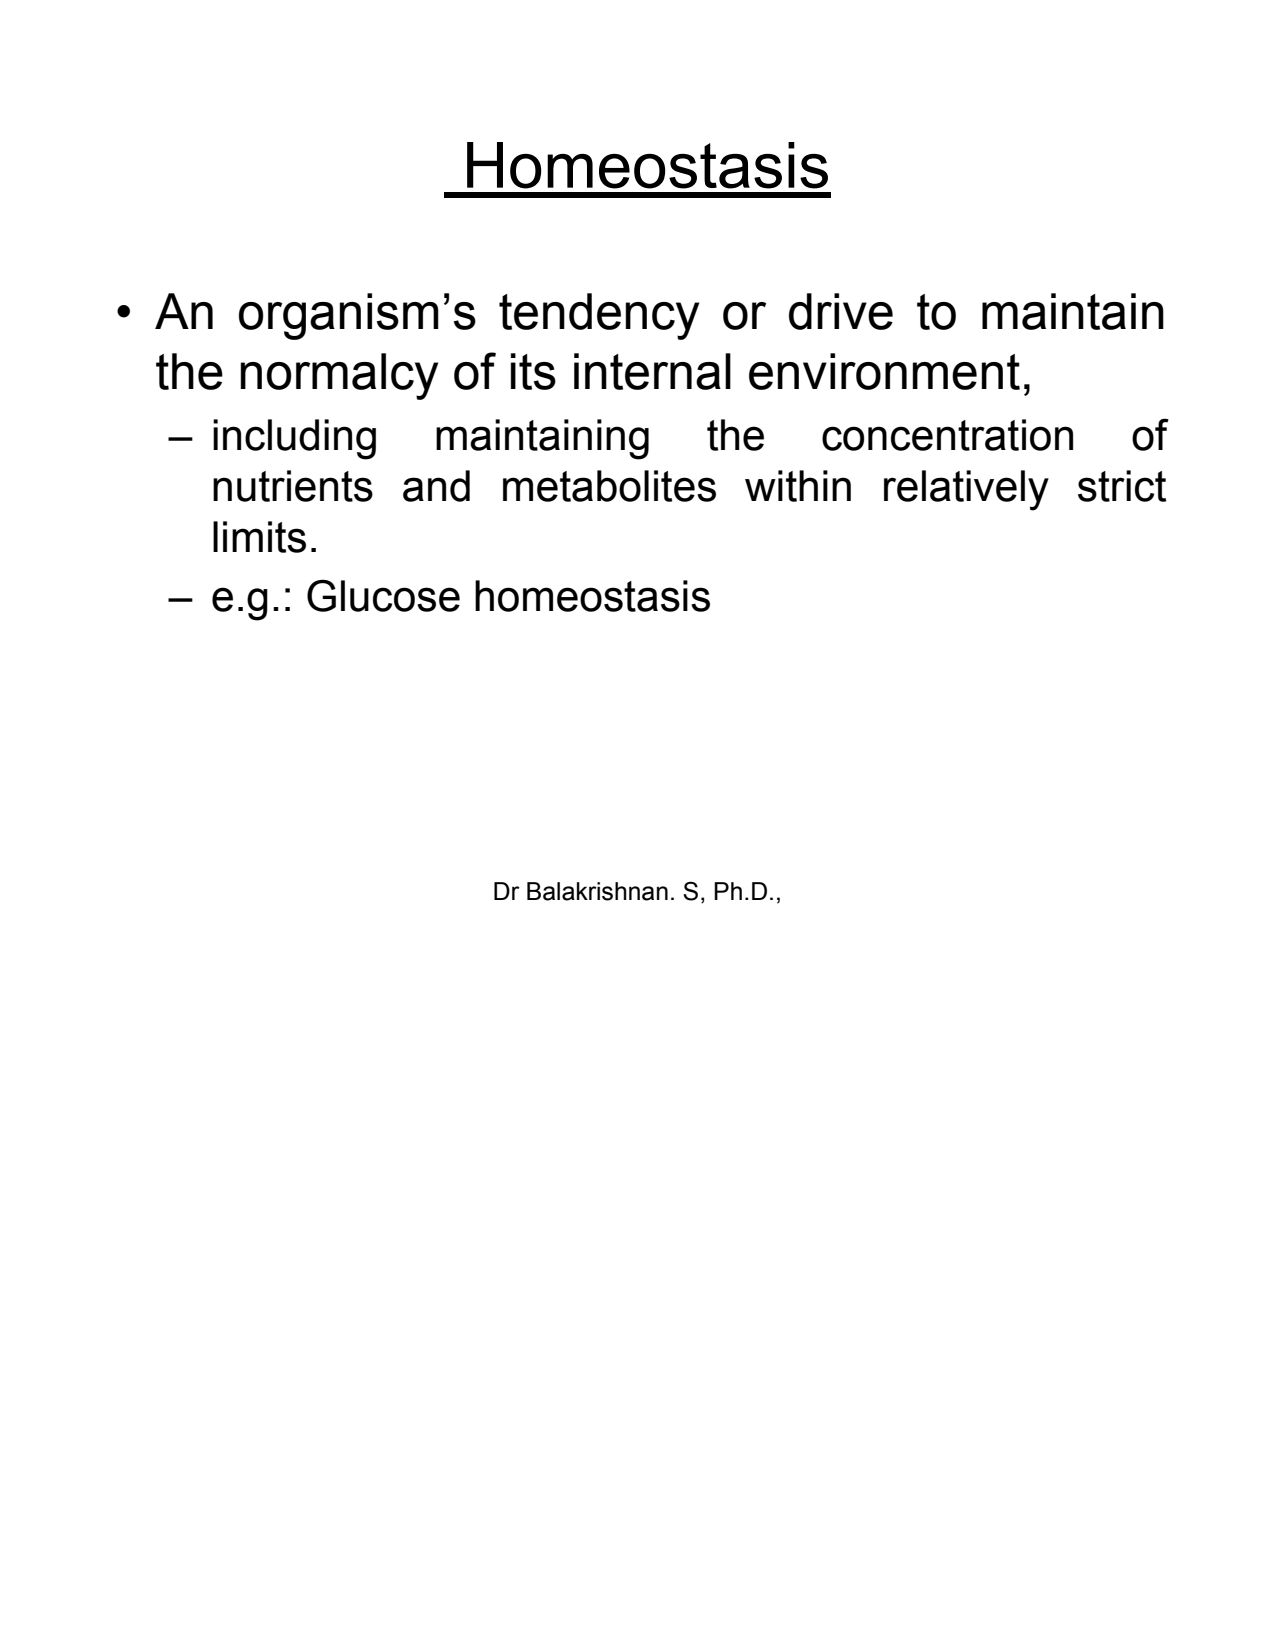 Homeostasis
• An organism’s tendency or drive to maintain
the normalcy of its internal environment,
– including maintaining the concentration of
nutrients and metabolites within relatively strict
limits.
– e.g.: Glucose homeostasis
Dr Balakrishnan. S, Ph.D.,